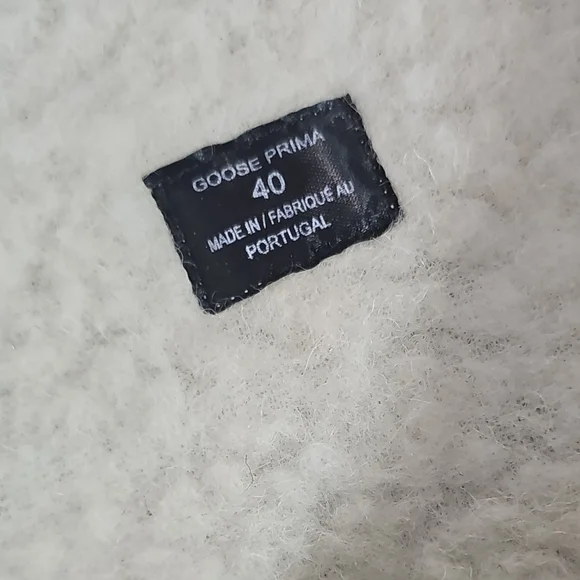 GOOSE PRIMA
40
MADE IN / FABRIQUÉ AU
PORTUGAL